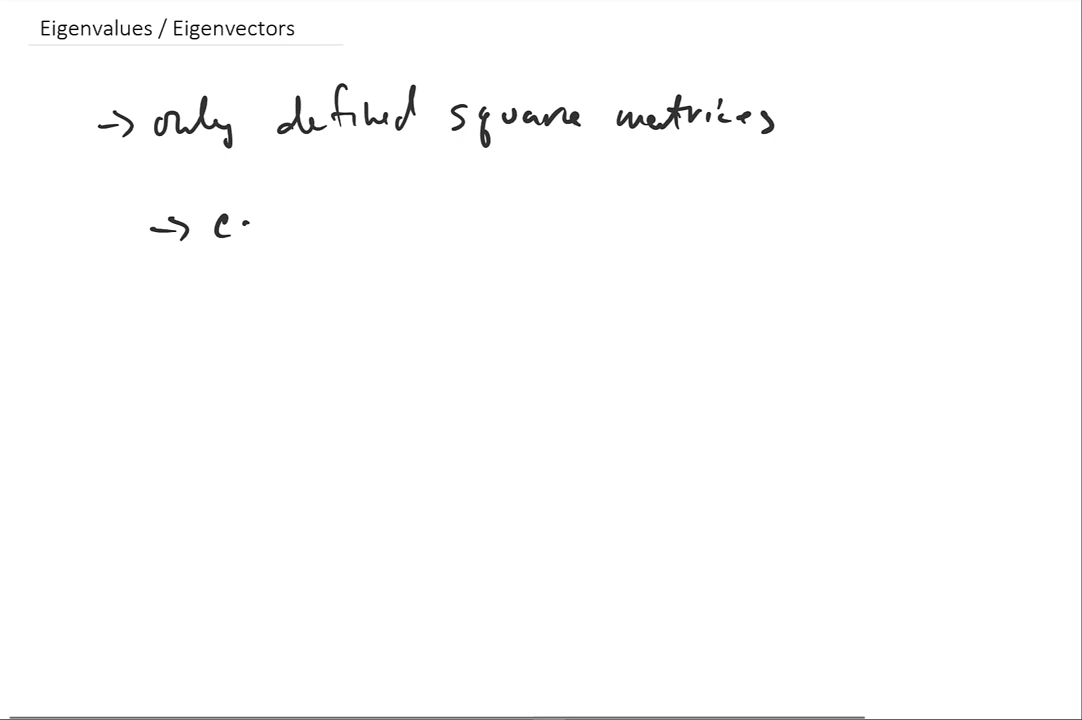 Eigenvalues / Eigenvectors
→ only defined square matrices
→ e.